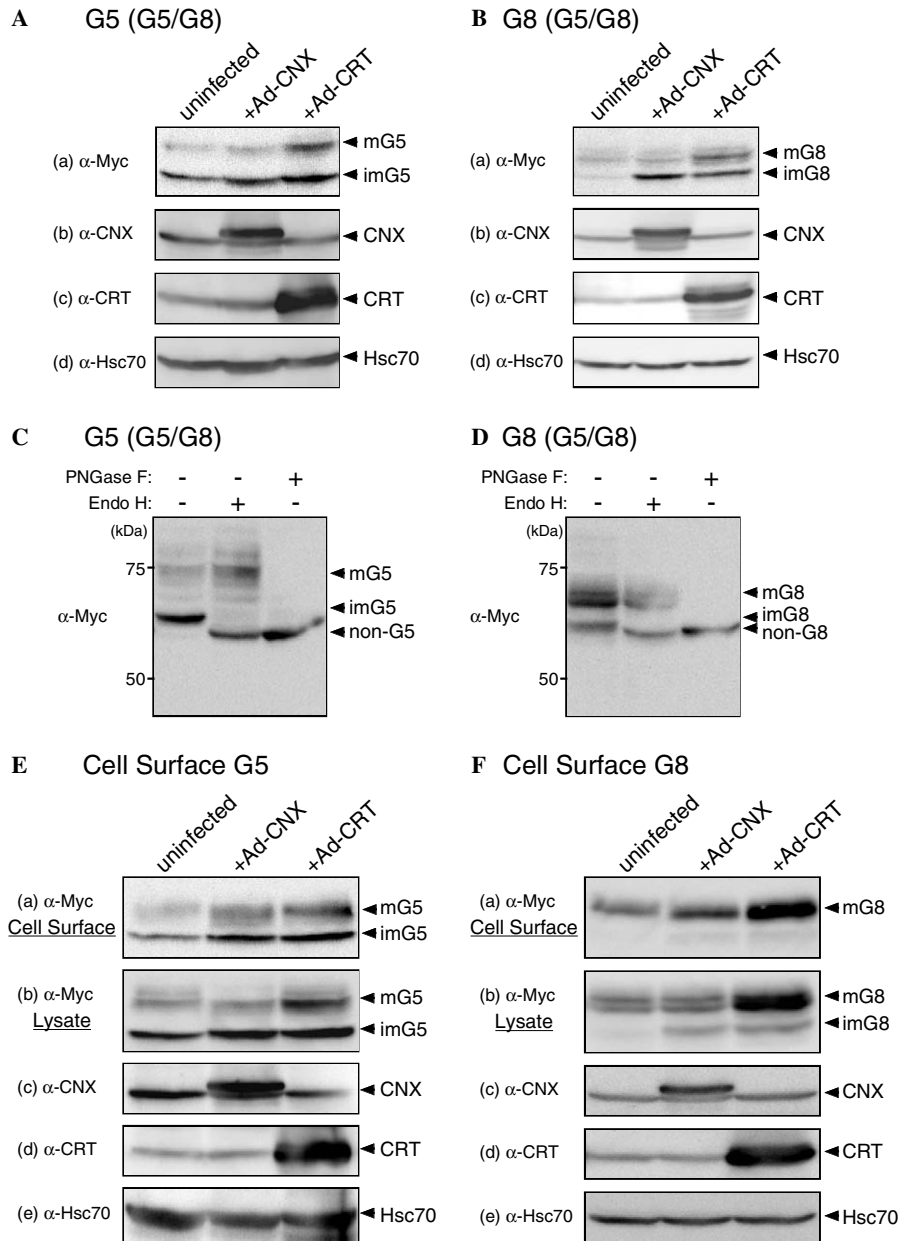 A G5 (G5/G8)
uninfected +Ad-CNX +Ad-CRT
(a) α-Myc mG5
imG5
(b) α-CNX CNX
(c) α-CRT CRT
(d) α-Hsc70 Hsc70
B G8 (G5/G8)
uninfected +Ad-CNX +Ad-CRT
(a) α-Myc mG8
imG8
(b) α-CNX CNX
(c) α-CRT CRT
(d) α-Hsc70 Hsc70
C G5 (G5/G8)
PNGase F: - - +
Endo H: - + -
(kDa)
75 mG5
imG5
α-Myc non-G5
50
D G8 (G5/G8)
PNGase F: - - +
Endo H: - + -
(kDa)
75
mG8
imG8
α-Myc non-G8
50
E Cell Surface G5
uninfected +Ad-CNX +Ad-CRT
(a) α-Myc mG5
Cell Surface imG5
(b) α-Myc mG5
Lysate imG5
(c) α-CNX CNX
(d) α-CRT CRT
(e) α-Hsc70 Hsc70
F Cell Surface G8
uninfected +Ad-CNX +Ad-CRT
(a) α-Myc mG8
Cell Surface
(b) α-Myc mG8
Lysate imG8
(c) α-CNX CNX
(d) α-CRT CRT
(e) α-Hsc70 Hsc70